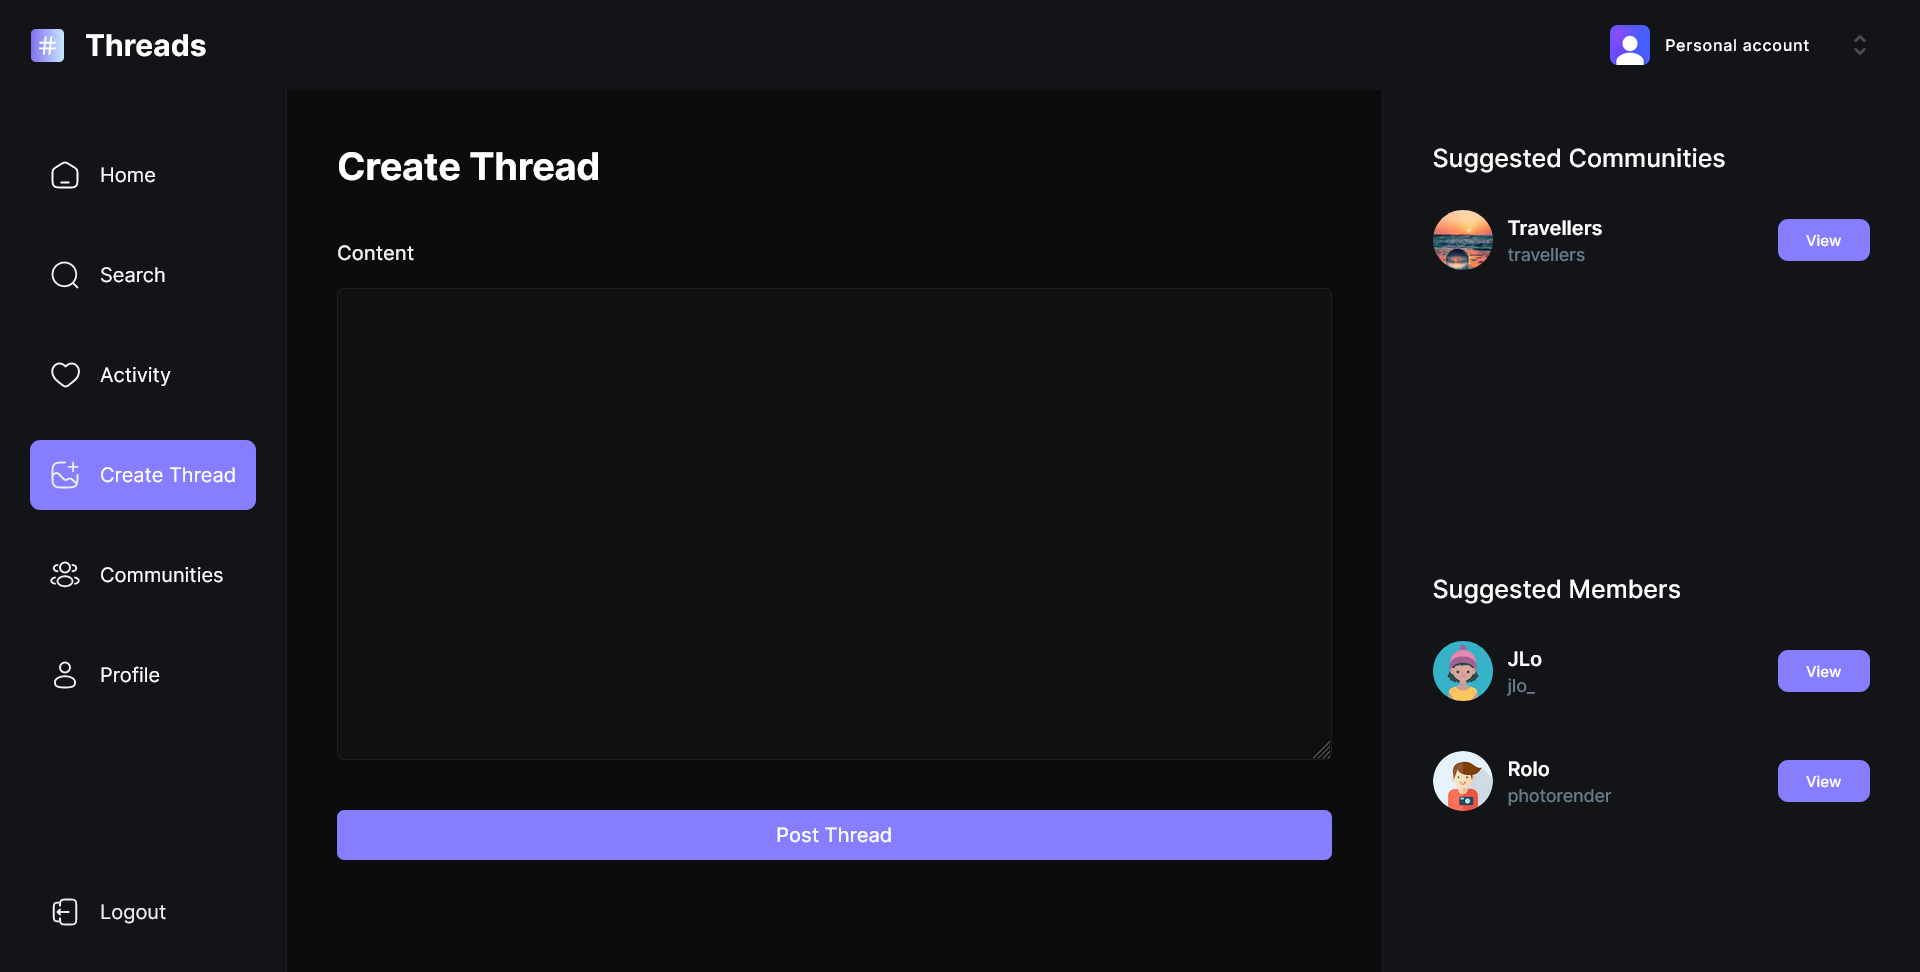 # Threads
Personal account
Home
Search
Activity
Create Thread
Communities
Profile
Logout
Create Thread
Content
Post Thread
Suggested Communities
Travellers
travellers
View
Suggested Members
JLo
jlo_
View
Rolo
photorender
View